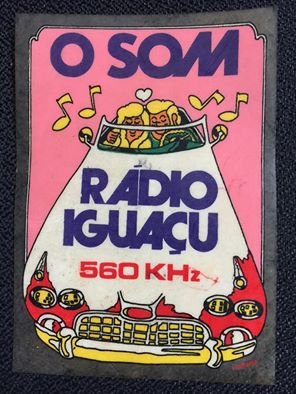 O SOM
RÁDIO
IGUAÇU
560 KHz